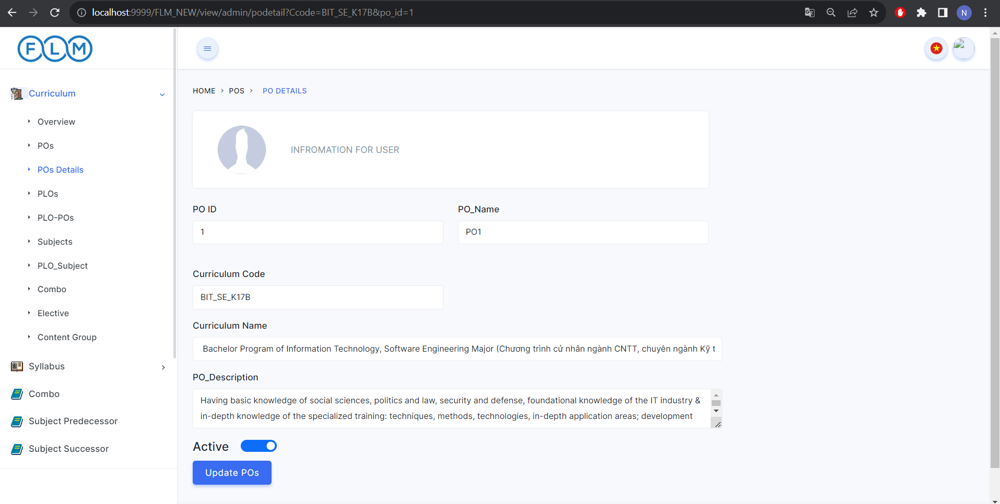 localhost:9999/FLM_NEW/view/admin/podetail?Ccode=BIT_SE_K17B&po_id=1
N
FLM
Curriculum
Overview
POs
POs Details
PLOs
PLO-POs
Subjects
PLO_Subject
Combo
Elective
Content Group
Syllabus
Combo
Subject Predecessor
Subject Successor
HOME › POS › PO DETAILS
INFROMATION FOR USER
PO ID
PO_Name
1
PO1
Curriculum Code
BIT_SE_K17B
Curriculum Name
Bachelor Program of Information Technology, Software Engineering Major (Chương trình cử nhân ngành CNTT, chuyên ngành Kỹ t
PO_Description
Having basic knowledge of social sciences, politics and law, security and defense, foundational knowledge of the IT industry &
in-depth knowledge of the specialized training: techniques, methods, technologies, in-depth application areas; development
Active
Update POs